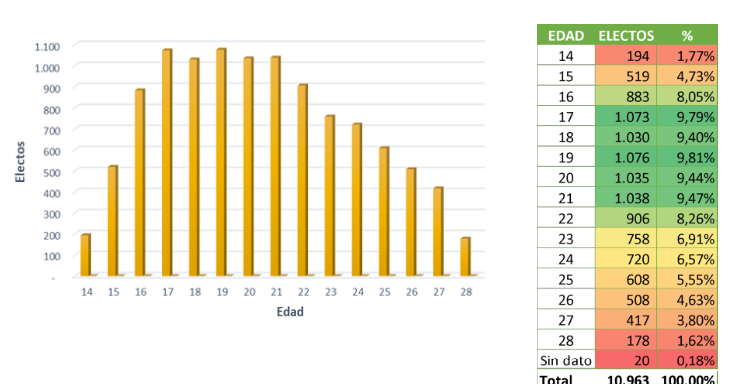 1.100
1.000
900
800
700
600
500
400
300
200
100
-
Electos
14 15 16 17 18 19 20 21 22 23 24 25 26 27 28
Edad
EDAD ELECTOS %
14 194 1,77%
15 519 4,73%
16 883 8,05%
17 1.073 9,79%
18 1.030 9,40%
19 1.076 9,81%
20 1.035 9,44%
21 1.038 9,47%
22 906 8,26%
23 758 6,91%
24 720 6,57%
25 608 5,55%
26 508 4,63%
27 417 3,80%
28 178 1,62%
Sin dato 20 0,18%
Total 10.963 100,00%